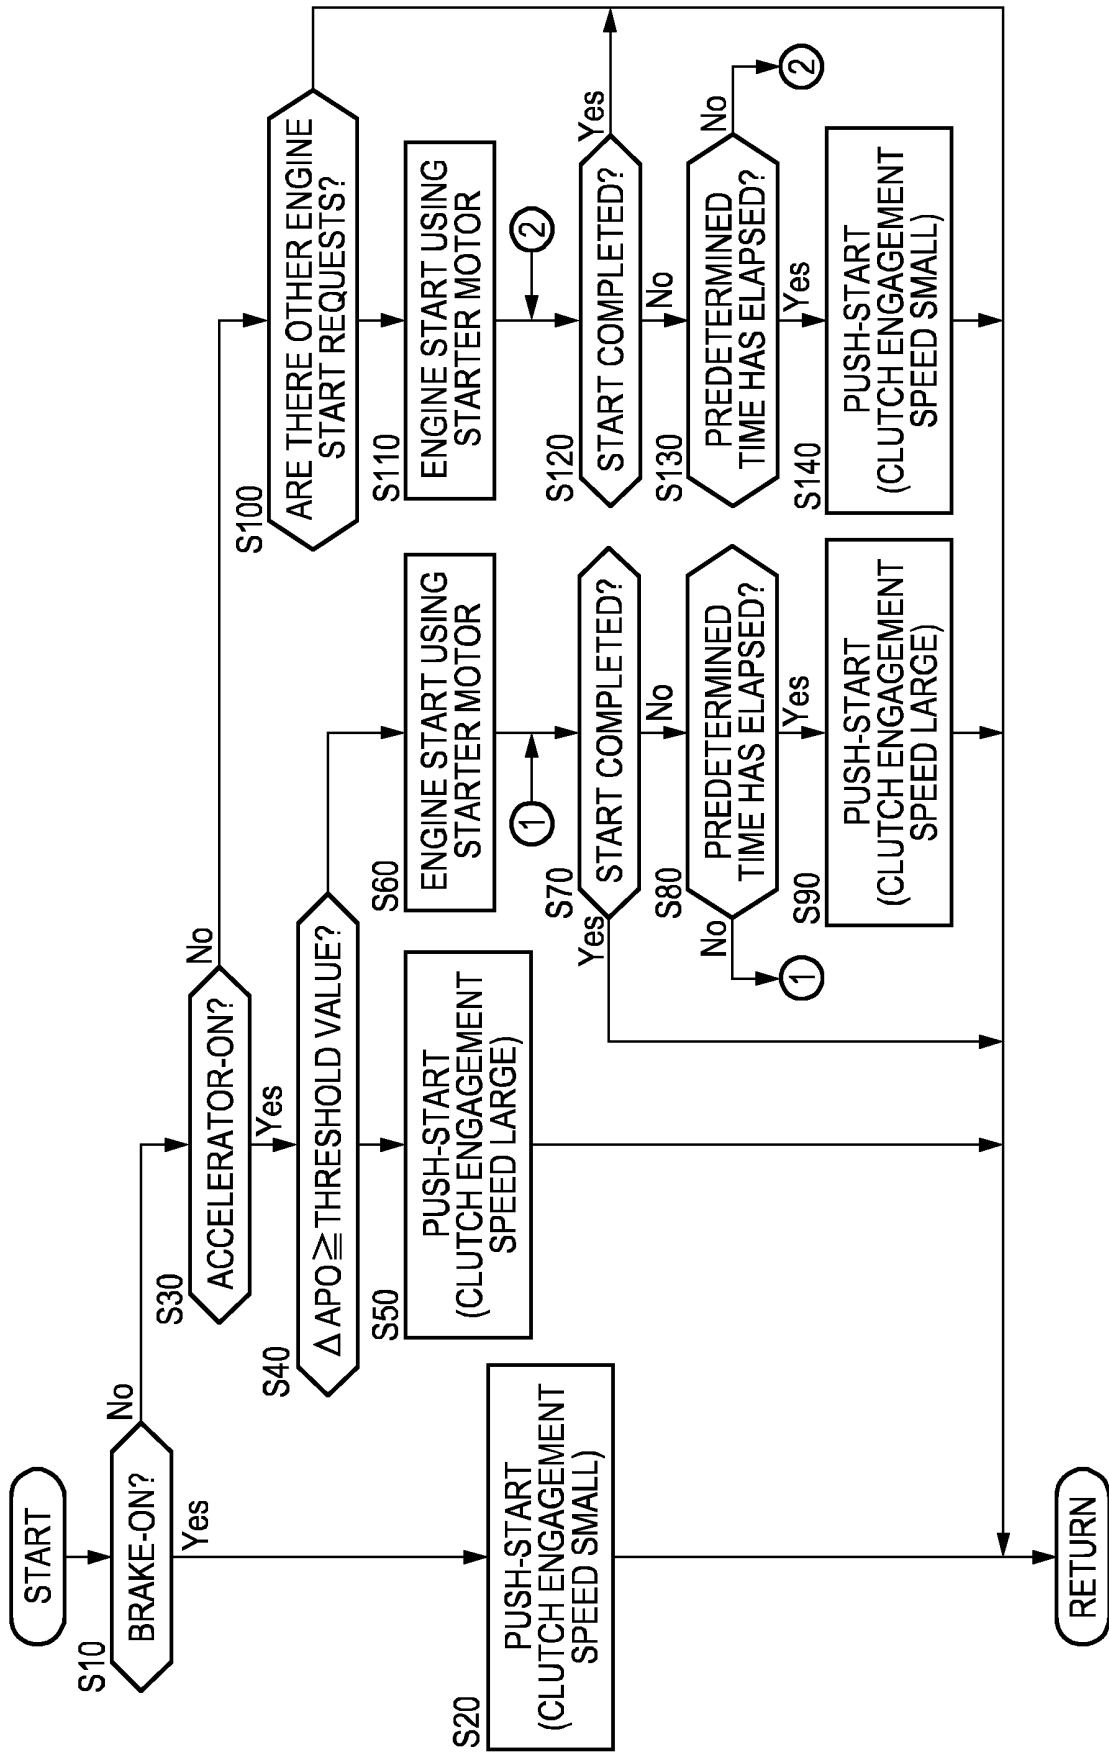 START
S10
BRAKE-ON?
No
Yes
S20
PUSH-START
(CLUTCH ENGAGEMENT
SPEED SMALL)
S30
ACCELERATOR-ON?
No
Yes
S40
Δ APO≧THRESHOLD VALUE?
S50
PUSH-START
(CLUTCH ENGAGEMENT
SPEED LARGE)
S60
ENGINE START USING
STARTER MOTOR
1
S70
START COMPLETED?
Yes
No
S80
PREDETERMINED
TIME HAS ELAPSED?
No
1
Yes
S90
PUSH-START
(CLUTCH ENGAGEMENT
SPEED LARGE)
S100
ARE THERE OTHER ENGINE
START REQUESTS?
S110
ENGINE START USING
STARTER MOTOR
2
S120
START COMPLETED?
Yes
No
S130
PREDETERMINED
TIME HAS ELAPSED?
No
2
Yes
S140
PUSH-START
(CLUTCH ENGAGEMENT
SPEED SMALL)
RETURN